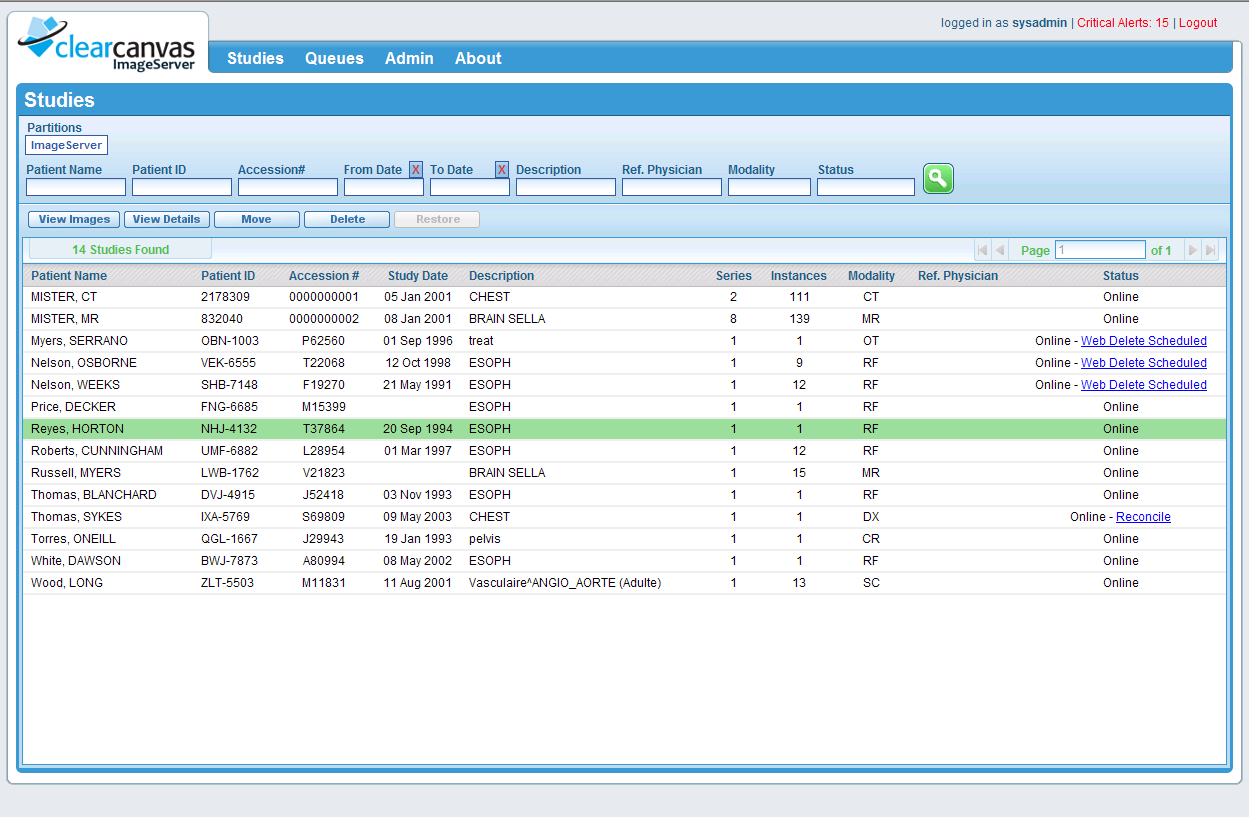 logged in as sysadmin | Critical Alerts: 15 | Logout
clearcanvas
ImageServer
Studies Queues Admin About
Studies
Partitions
ImageServer
Patient Name Patient ID Accession# From Date X To Date X Description Ref. Physician Modality Status
View Images View Details Move Delete Restore
14 Studies Found Page 1 of 1
Patient Name Patient ID Accession # Study Date Description Series Instances Modality Ref. Physician Status
MISTER, CT 2178309 0000000001 05 Jan 2001 CHEST 2 111 CT Online
MISTER, MR 832040 0000000002 08 Jan 2001 BRAIN SELLA 8 139 MR Online
Myers, SERRANO OBN-1003 P62560 01 Sep 1996 treat 1 1 OT Online - Web Delete Scheduled
Nelson, OSBORNE VEK-6555 T22068 12 Oct 1998 ESOPH 1 9 RF Online - Web Delete Scheduled
Nelson, WEEKS SHB-7148 F19270 21 May 1991 ESOPH 1 12 RF Online - Web Delete Scheduled
Price, DECKER FNG-6685 M15399 ESOPH 1 1 RF Online
Reyes, HORTON NHJ-4132 T37864 20 Sep 1994 ESOPH 1 1 RF Online
Roberts, CUNNINGHAM UMF-6882 L28954 01 Mar 1997 ESOPH 1 12 RF Online
Russell, MYERS LWB-1762 V21823 BRAIN SELLA 1 15 MR Online
Thomas, BLANCHARD DVJ-4915 J52418 03 Nov 1993 ESOPH 1 1 RF Online
Thomas, SYKES IXA-5769 S69809 09 May 2003 CHEST 1 1 DX Online - Reconcile
Torres, ONEILL QGL-1667 J29943 19 Jan 1993 pelvis 1 1 CR Online
White, DAWSON BWJ-7873 A80994 08 May 2002 ESOPH 1 1 RF Online
Wood, LONG ZLT-5503 M11831 11 Aug 2001 Vasculaire^ANGIO_AORTE (Adulte) 1 13 SC Online